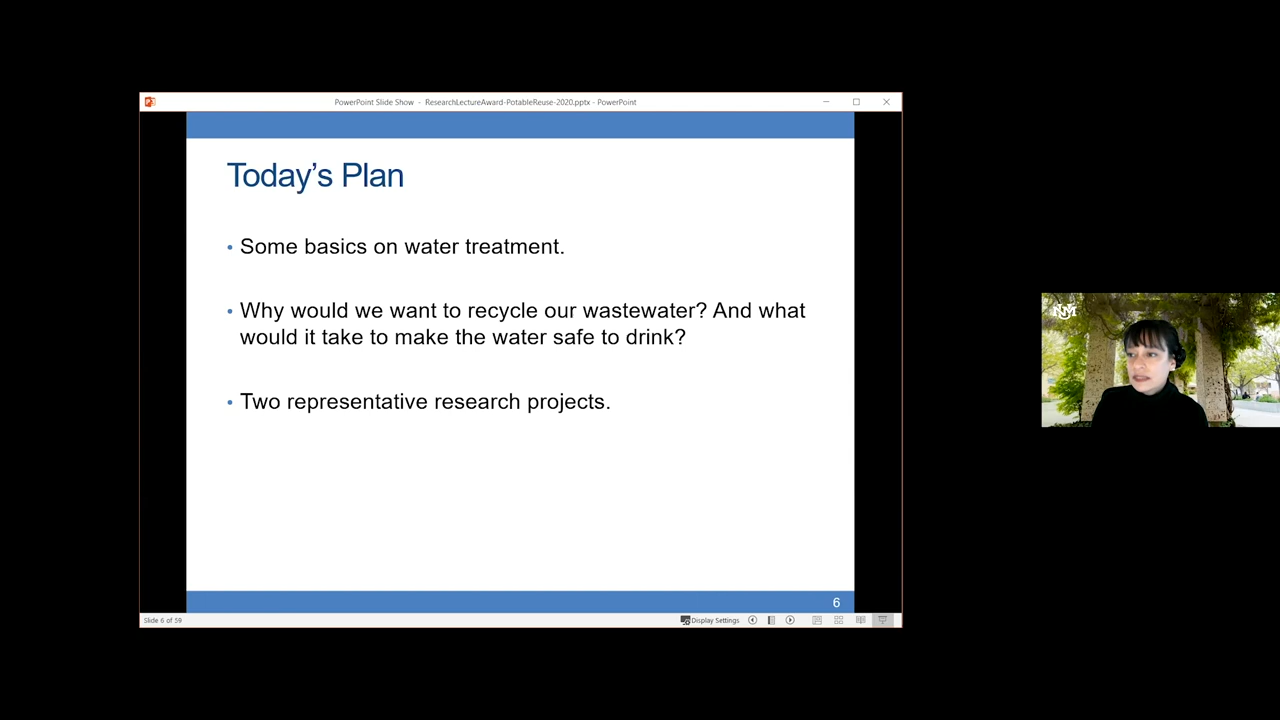 PowerPoint Slide Show - ResearchLectureAward-PotableReuse-2020.pptx - PowerPoint
Today's Plan
• Some basics on water treatment.
• Why would we want to recycle our wastewater? And what
would it take to make the water safe to drink?
• Two representative research projects.
6
Slide 6 of 59
Display Settings